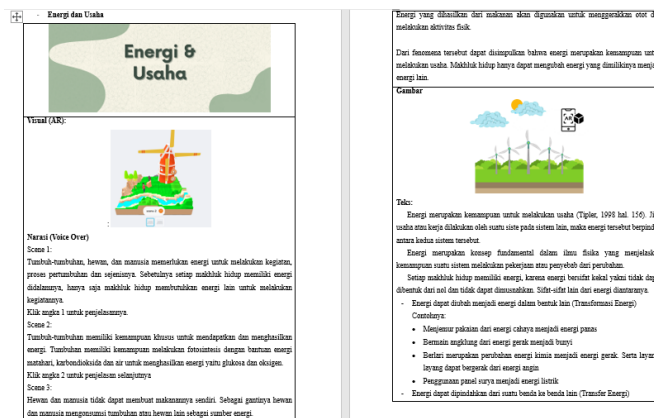 - Energi dan Usaha
Energi &
Usaha
Visual (AR):
Narasi (Voice Over)
Scene 1:
Tumbuh-tumbuhan, hewan, dan manusia memerlukan energi untuk melakukan kegiatan,
proses pertumbuhan dan sejenisnya. Sebetulnya setiap makhluk hidup memiliki energi
didalamnya, hanya saja makhluk hidup membutuhkan energi lain untuk melakukan
kegiatannya.
Klik angka 1 untuk penjelasannya.
Scene 2:
Tumbuh-tumbuhan memiliki kemampuan khusus untuk mendapatkan dan menghasilkan
energi. Tumbuhan memiliki kemampuan melakukan fotosintesis dengan bantuan energi
matahari, karbondioksida dan air untuk menghasilkan energi yaitu glukosa dan oksigen.
Klik angka 2 untuk penjelasan selanjutnya
Scene 3:
Hewan dan manusia tidak dapat membuat makanannya sendiri. Sebagai gantinya hewan
dan manusia mengonsumsi tumbuhan atau hewan lain sebagai sumber energi.
Energi yang dihasilkan dari makanan akan digunakan untuk menggerakkan otot d
melakukan aktivitas fisik.
Dari fenomena tersebut dapat disimpulkan bahwa energi merupakan kemampuan unt
melakukan usaha. Makhluk hidup hanya dapat mengubah energi yang dimilikinya menja
energi lain.
Gambar
AR
Teks:
Energi merupakan kemampuan untuk melakukan usaha (Tipler, 1998 hal. 156). Ji
usaha atau kerja dilakukan oleh suatu siste pada sistem lain, maka energi tersebut berpind
antara kedua sistem tersebut.
Energi merupakan konsep fundamental dalam ilmu fisika yang menjelask
kemampuan suatu sistem melakukan pekerjaan atau penyebab dari perubahan.
Setiap makhluk hidup memiliki energi, karena energi bersifat kekal yakni tidak dap
dibentuk dari nol dan tidak dapat dimusnahkan. Sifat-sifat lain dari energi diantaranya.
- Energi dapat diubah menjadi energi dalam bentuk lain (Transformasi Energi)
Contohnya:
• Menjemur pakaian dari energi cahaya menjadi energi panas
• Bermain angklung dari energi gerak menjadi bunyi
• Berlari merupakan perubahan energi kimia menjadi energi gerak. Serta layan
layang dapat bergerak dari energi angin
• Penggunaan panel surya menjadi energi listrik
- Energi dapat dipindahkan dari suatu benda ke benda lain (Transfer Energi)